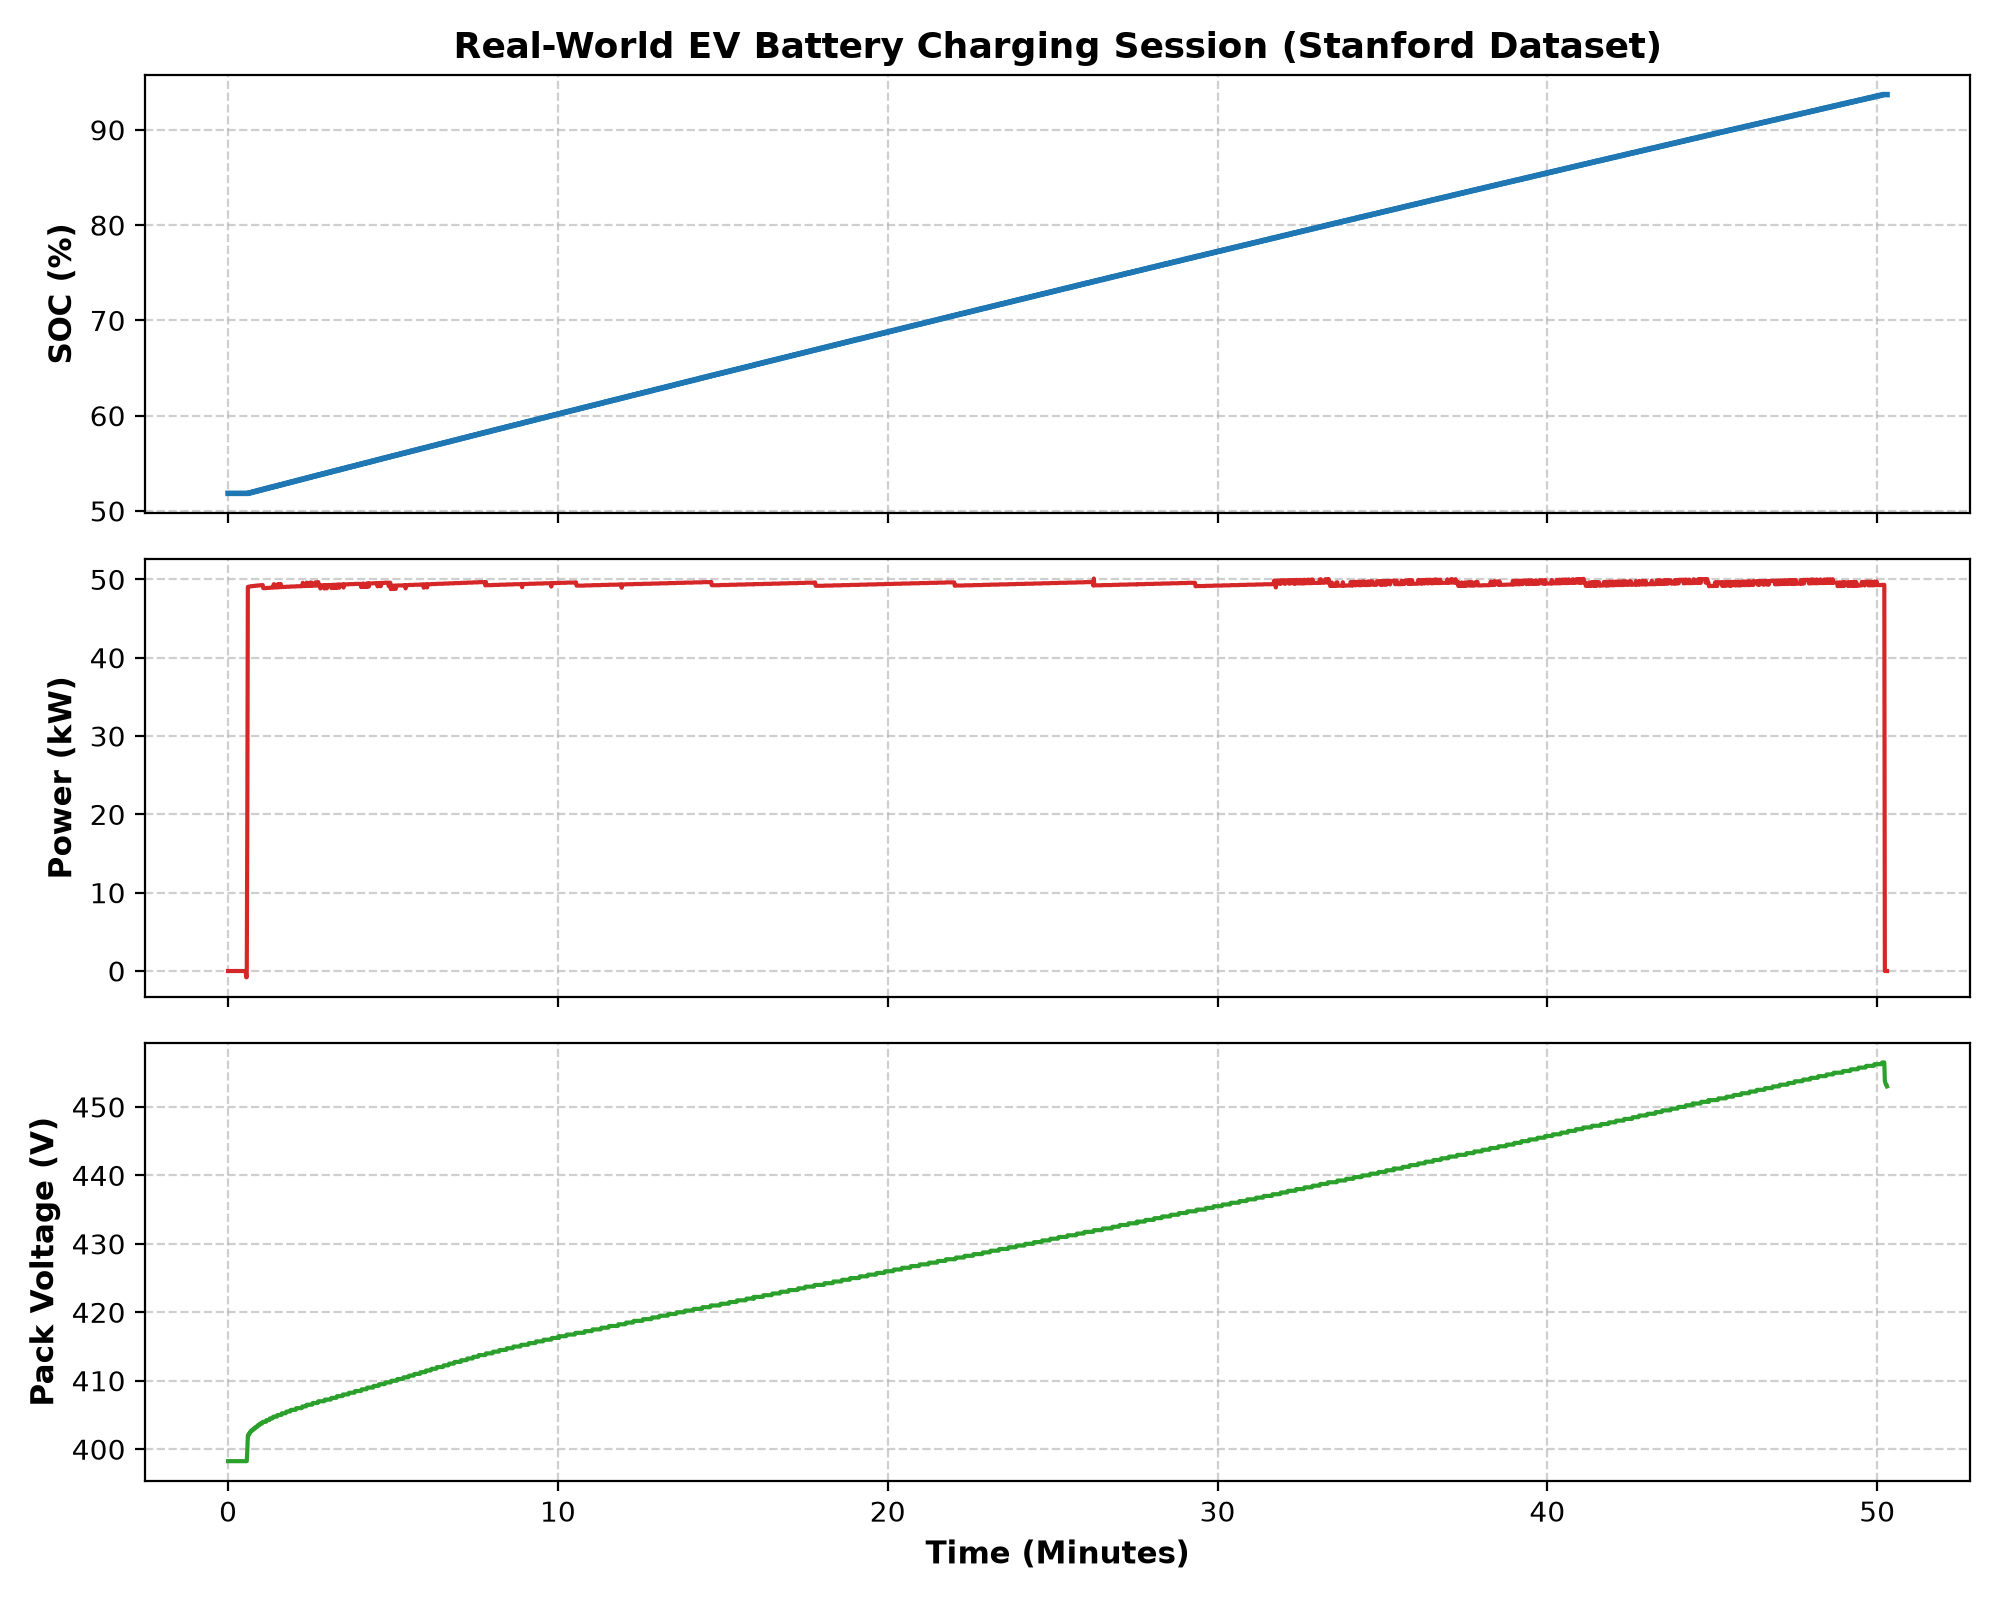 Real-World EV Battery Charging Session (Stanford Dataset)
SOC (%)
90
80
70
60
50
Power (kW)
50
40
30
20
10
0
Pack Voltage (V)
450
440
430
420
410
400
0 10 20 30 40 50
Time (Minutes)